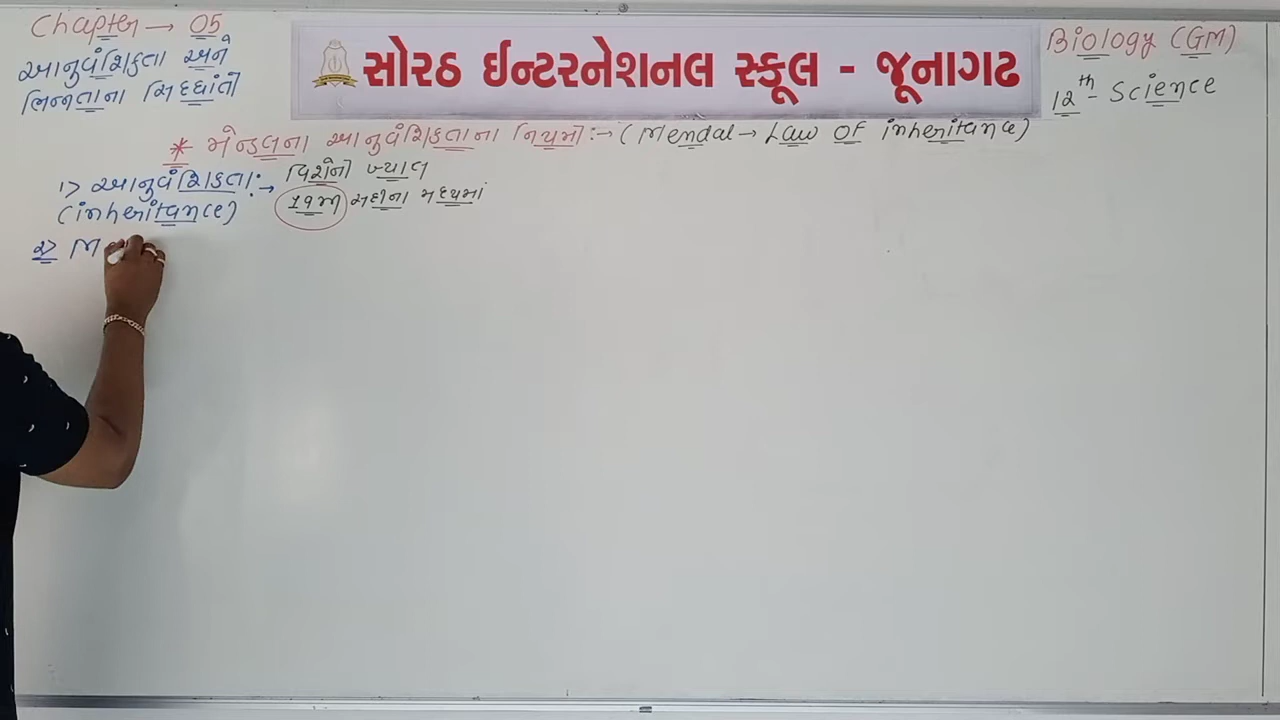 Chapter → 05
આનુવંશિકતા અને
ભિન્નતાના સિદ્ધાંતો
સોરઠ ઈન્ટરનેશનલ સ્કૂલ - જૂનાગઢ
Biology (GM)
12th - Science
* મેન્ડલના આનુવંશિકતાના નિયમો :→ (Mendal → Law OF inheritance)
1> આનુવંશિકતા :→ વિશેનો ખ્યાલ
(inheritance) 19મી સદીના મધ્યમાં
2> M